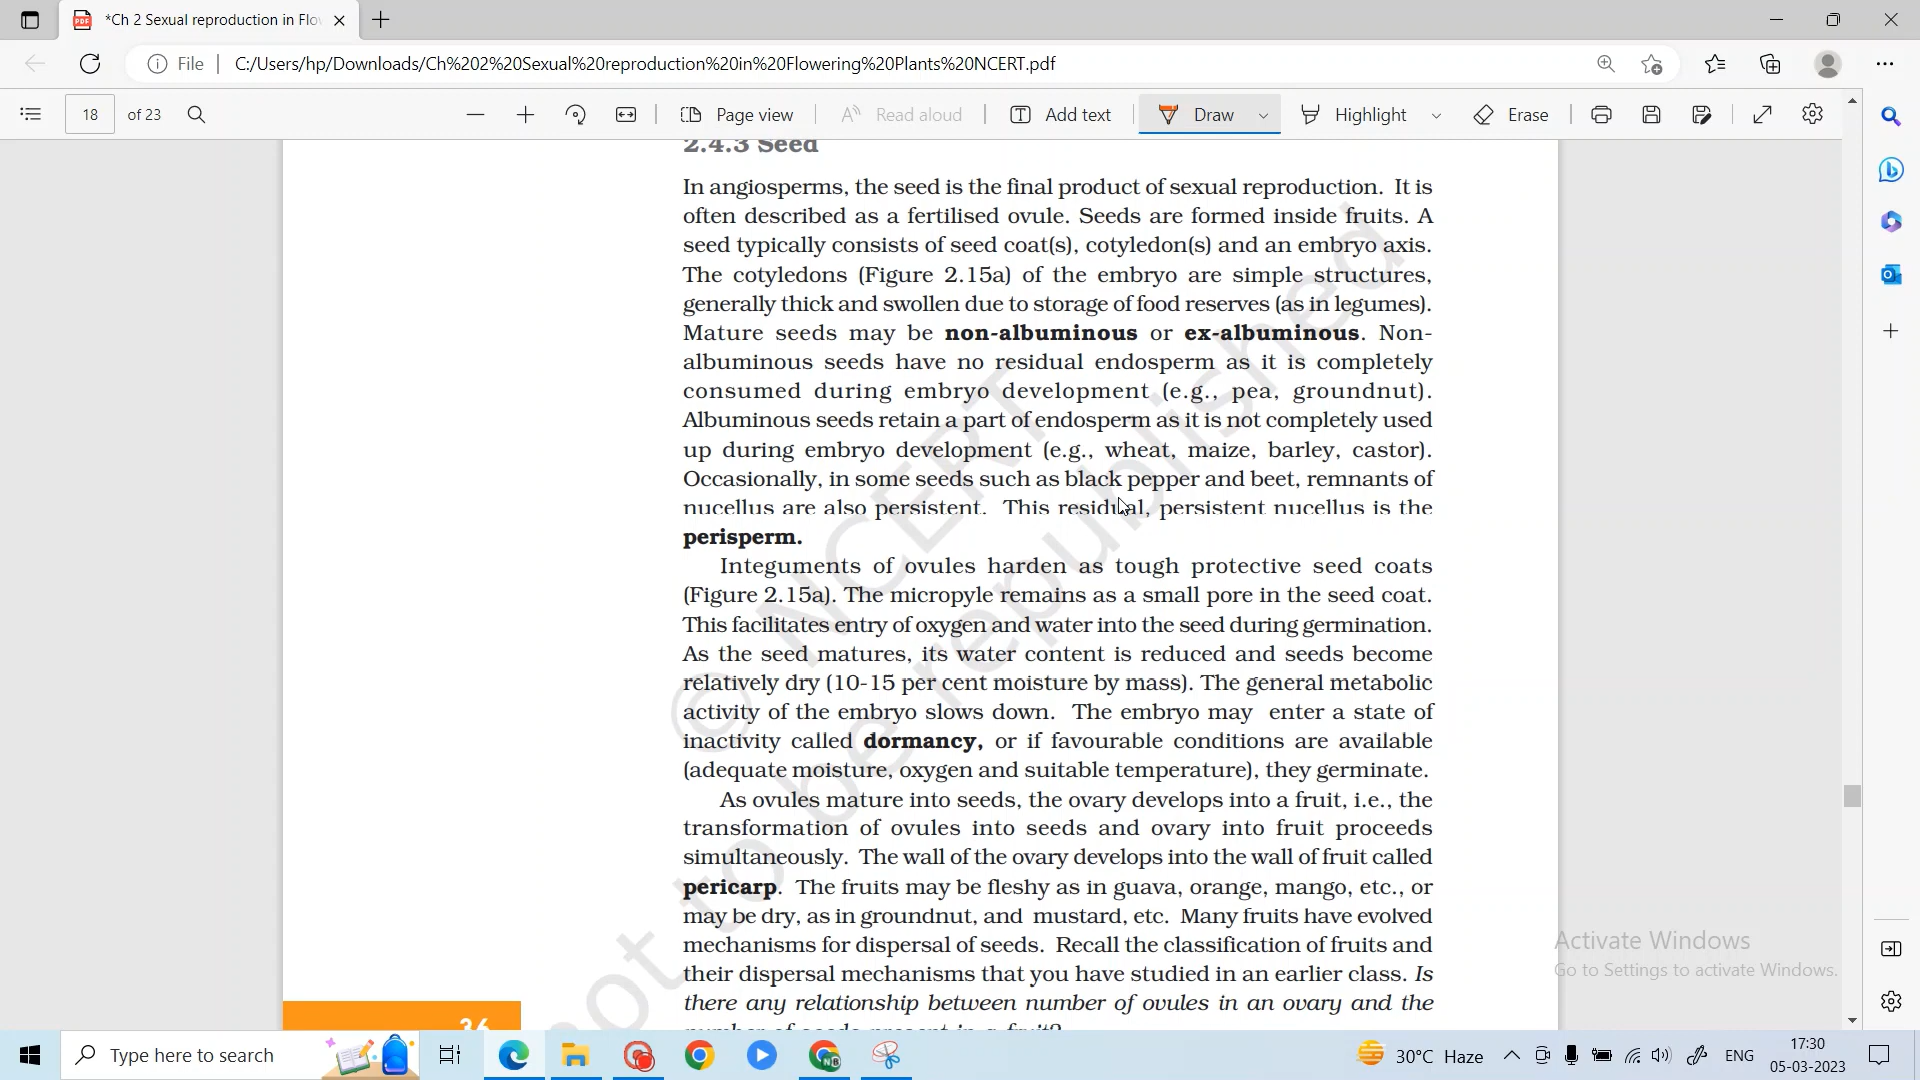 *Ch 2 Sexual reproduction in Flo
File
C:/Users/hp/Downloads/Ch%202%20Sexual%20reproduction%20in%20Flowering%20Plants%20NCERT.pdf
18 of 23
Page view
Read aloud
Add text
Draw
Highlight
Erase
2.4.3 Seed
In angiosperms, the seed is the final product of sexual reproduction. It is
often described as a fertilised ovule. Seeds are formed inside fruits. A
seed typically consists of seed coat(s), cotyledon(s) and an embryo axis.
The cotyledons (Figure 2.15a) of the embryo are simple structures,
generally thick and swollen due to storage of food reserves (as in legumes).
Mature seeds may be non-albuminous or ex-albuminous. Non-
albuminous seeds have no residual endosperm as it is completely
consumed during embryo development (e.g., pea, groundnut).
Albuminous seeds retain a part of endosperm as it is not completely used
up during embryo development (e.g., wheat, maize, barley, castor).
Occasionally, in some seeds such as black pepper and beet, remnants of
nucellus are also persistent. This residual, persistent nucellus is the
perisperm.
Integuments of ovules harden as tough protective seed coats
(Figure 2.15a). The micropyle remains as a small pore in the seed coat.
This facilitates entry of oxygen and water into the seed during germination.
As the seed matures, its water content is reduced and seeds become
relatively dry (10-15 per cent moisture by mass). The general metabolic
activity of the embryo slows down. The embryo may enter a state of
inactivity called dormancy, or if favourable conditions are available
(adequate moisture, oxygen and suitable temperature), they germinate.
As ovules mature into seeds, the ovary develops into a fruit, i.e., the
transformation of ovules into seeds and ovary into fruit proceeds
simultaneously. The wall of the ovary develops into the wall of fruit called
pericarp. The fruits may be fleshy as in guava, orange, mango, etc., or
may be dry, as in groundnut, and mustard, etc. Many fruits have evolved
mechanisms for dispersal of seeds. Recall the classification of fruits and
their dispersal mechanisms that you have studied in an earlier class. Is
there any relationship between number of ovules in an ovary and the
number of seeds present in a fruit?
© NCERT
not to be republished
36
Activate Windows
Go to Settings to activate Windows.
Type here to search
30°C Haze
ENG
17:30
05-03-2023